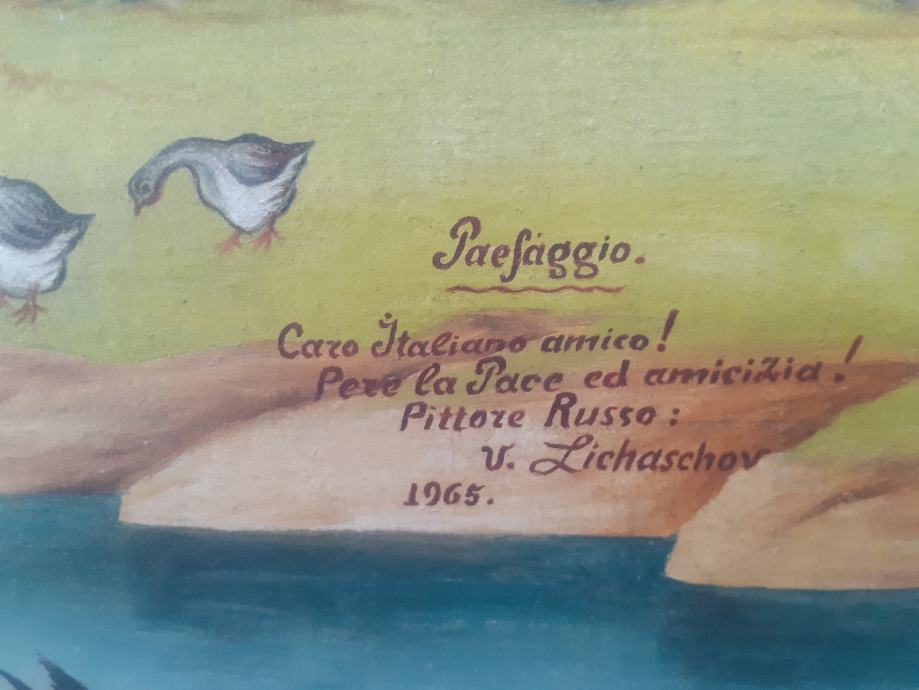 Paesaggio.
Caro Italiano amico!
Pere la Pace ed amicizia!
Pittore Russo:
V. Lichaschov
1965.